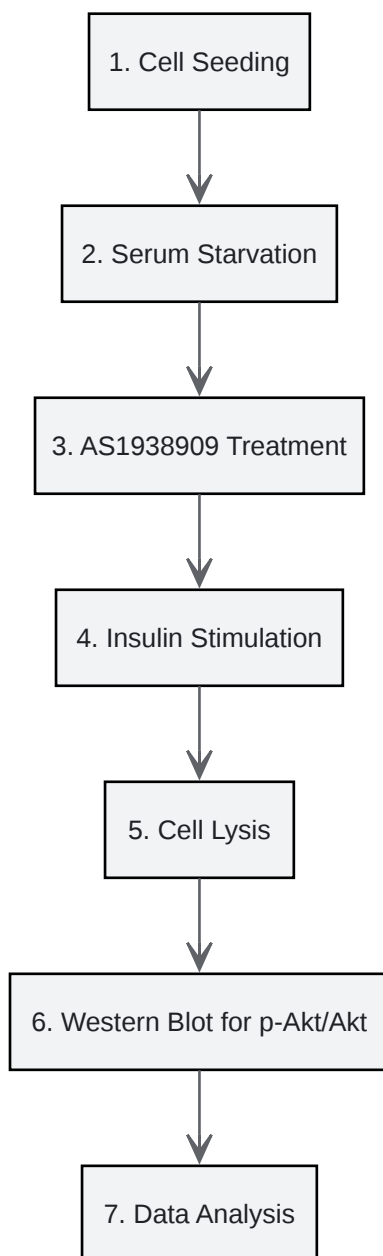 1. Cell Seeding
2. Serum Starvation
3. AS1938909 Treatment
4. Insulin Stimulation
5. Cell Lysis
6. Western Blot for p-Akt/Akt
7. Data Analysis